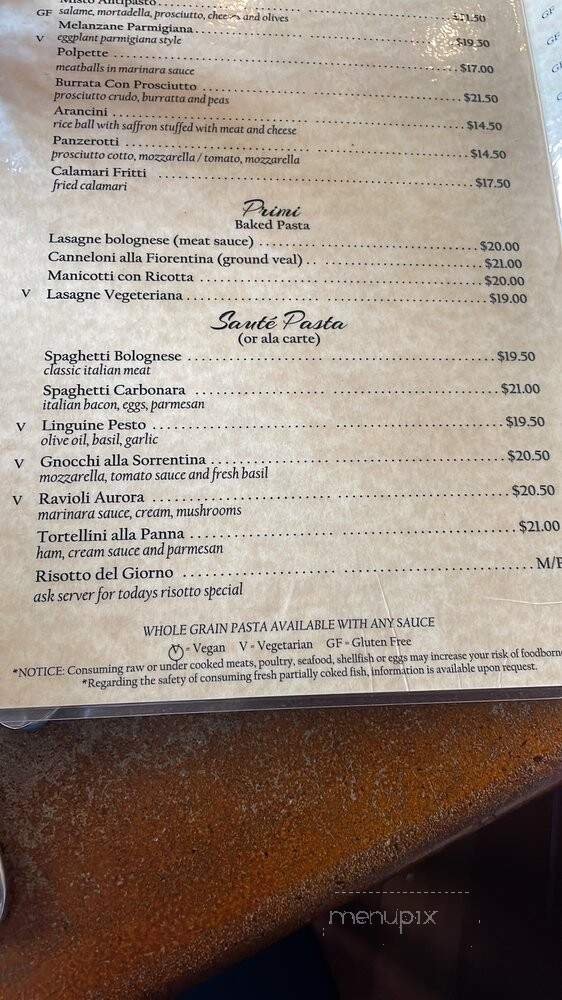 Misto Antipasto
GF salame, mortadella, prosciutto, cheese and olives
Melanzane Parmigiana ........ $19.50
V eggplant parmigiana style
Polpette ........ $17.00
meatballs in marinara sauce
Burrata Con Prosciutto ........ $21.50
prosciutto crudo, burratta and peas
Arancini ........ $14.50
rice ball with saffron stuffed with meat and cheese
Panzerotti ........ $14.50
prosciutto cotto, mozzarella / tomato, mozzarella
Calamari Fritti ........ $17.50
fried calamari
Primi
Baked Pasta
Lasagne bolognese (meat sauce) ........ $20.00
Canneloni alla Fiorentina (ground veal) ........ $21.00
Manicotti con Ricotta ........ $20.00
V Lasagne Vegeteriana ........ $19.00
Sauté Pasta
(or ala carte)
Spaghetti Bolognese ........ $19.50
classic italian meat
Spaghetti Carbonara ........ $21.00
italian bacon, eggs, parmesan
V Linguine Pesto ........ $19.50
olive oil, basil, garlic
V Gnocchi alla Sorrentina ........ $20.50
mozzarella, tomato sauce and fresh basil
V Ravioli Aurora ........ $20.50
marinara sauce, cream, mushrooms
Tortellini alla Panna ........ $21.00
ham, cream sauce and parmesan
Risotto del Giorno ........ M/P
ask server for todays risotto special
WHOLE GRAIN PASTA AVAILABLE WITH ANY SAUCE
V = Vegan V = Vegetarian GF = Gluten Free
*NOTICE: Consuming raw or under cooked meats, poultry, seafood, shellfish or eggs may increase your risk of foodborne
*Regarding the safety of consuming fresh partially coked fish, information is available upon request.
menupix